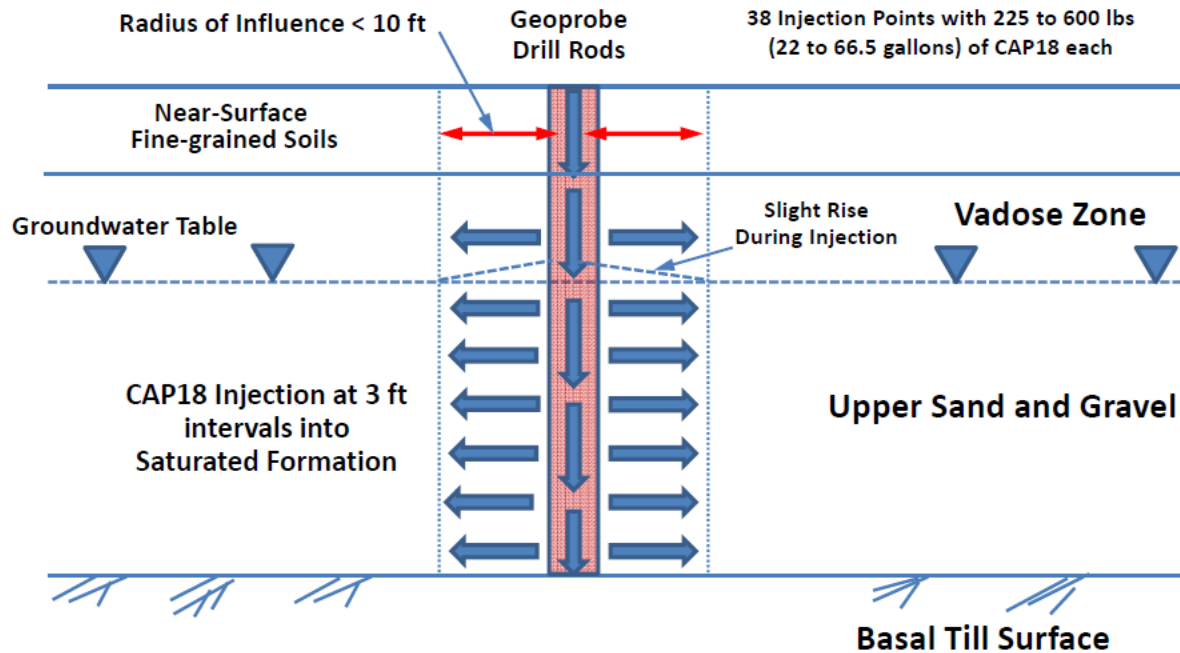 Radius of Influence < 10 ft
Geoprobe
Drill Rods
38 Injection Points with 225 to 600 lbs
(22 to 66.5 gallons) of CAP18 each
Near-Surface
Fine-grained Soils
Groundwater Table
Slight Rise
During Injection
Vadose Zone
CAP18 Injection at 3 ft
intervals into
Saturated Formation
Upper Sand and Gravel
Basal Till Surface